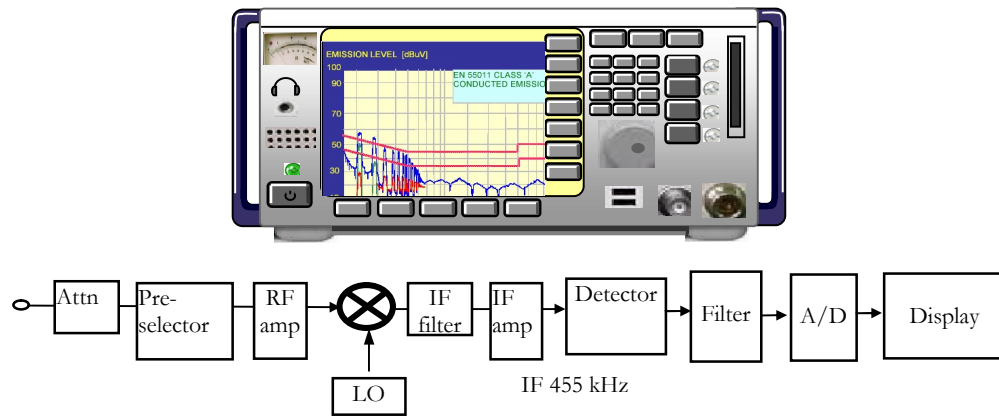 EMISSION LEVEL [dBuV]
100
90
70
50
30
EN 55011 CLASS 'A'
CONDUCTED EMISSIO
Attn
Pre-
selector
RF
amp
LO
IF
filter
IF
amp
Detector
Filter
A/D
Display
IF 455 kHz